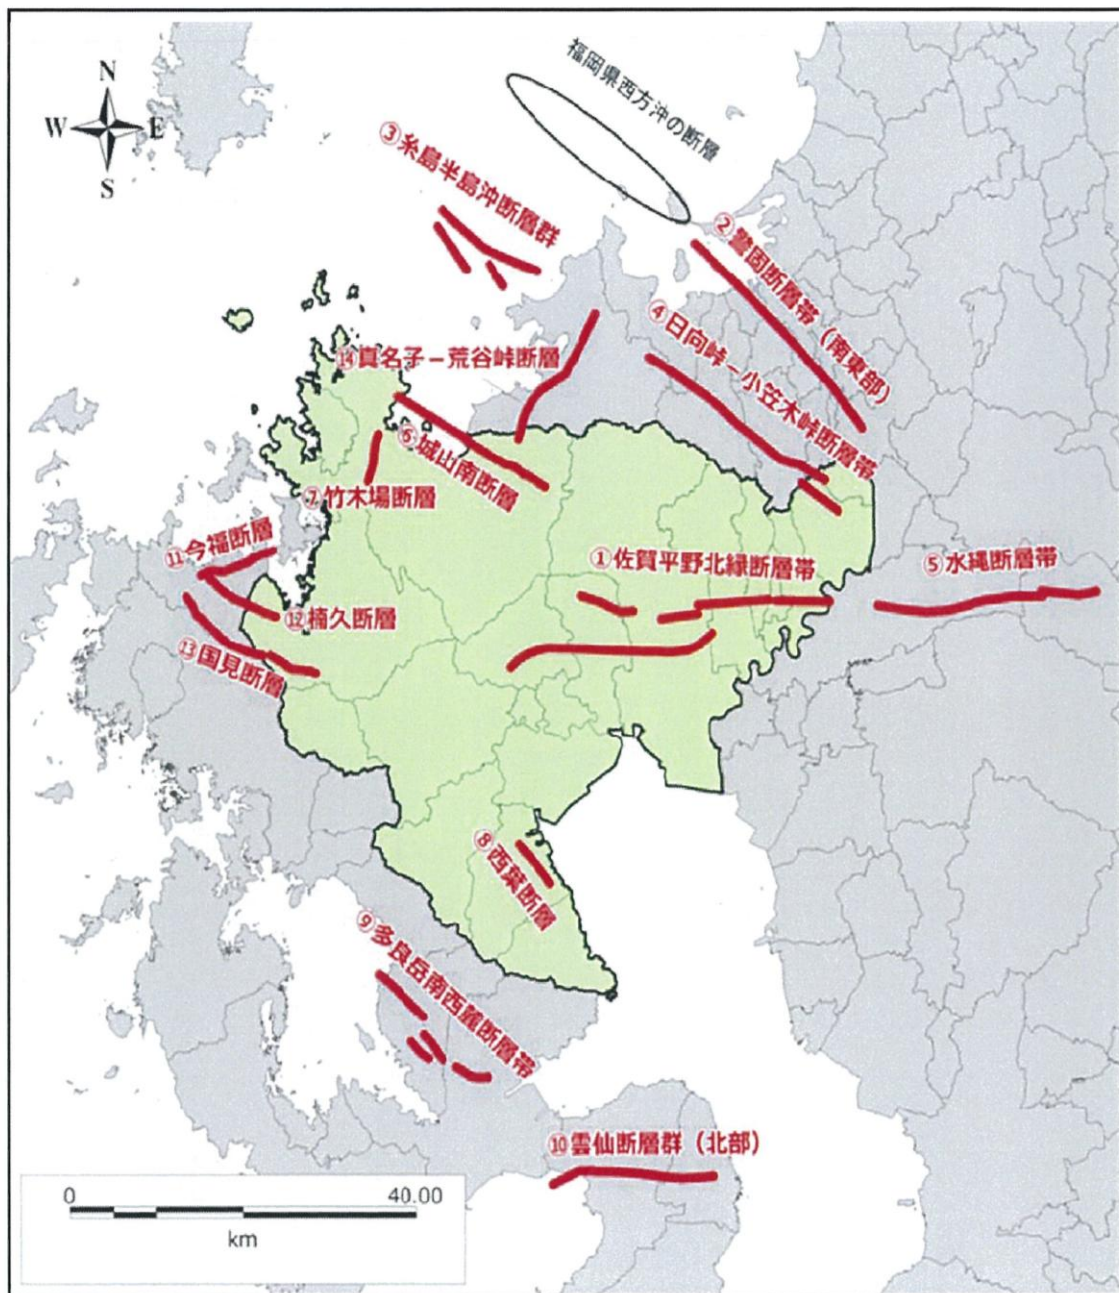 福岡県西方沖の断層
N
W
E
S
③糸島半島沖断層群
②警固断層帯（南東部）
④日向峠－小笠木峠断層帯
⑭真名子－荒谷峠断層
⑥城山南断層
⑦竹木場断層
⑪今福断層
①佐賀平野北縁断層帯
⑤水縄断層帯
⑫楠久断層
⑬国見断層
⑧西葉断層
⑨多良岳南西麓断層帯
⑩雲仙断層群（北部）
0
40.00
km